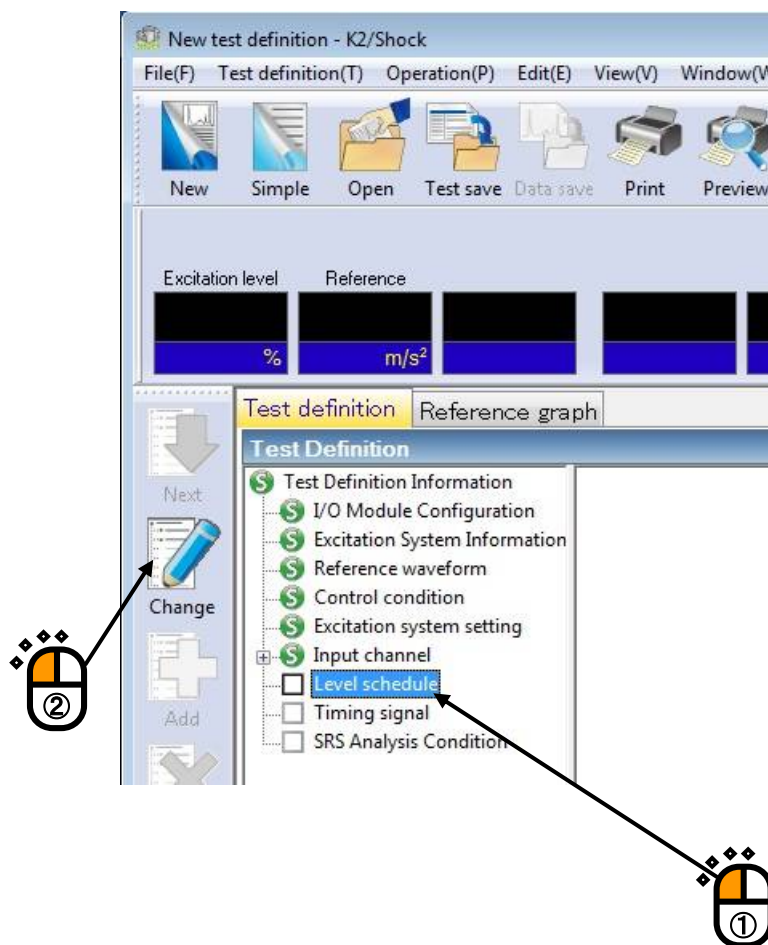 New test definition - K2/Shock
File(F) Test definition(T) Operation(P) Edit(E) View(V) Window(W
New Simple Open Test save Data save Print Preview
Excitation level Reference
% m/s²
Test definition Reference graph
Test Definition
Next
Change
Add
S Test Definition Information
S I/O Module Configuration
S Excitation System Information
S Reference waveform
S Control condition
S Excitation system setting
S Input channel
Level schedule
Timing signal
SRS Analysis Condition
②
①